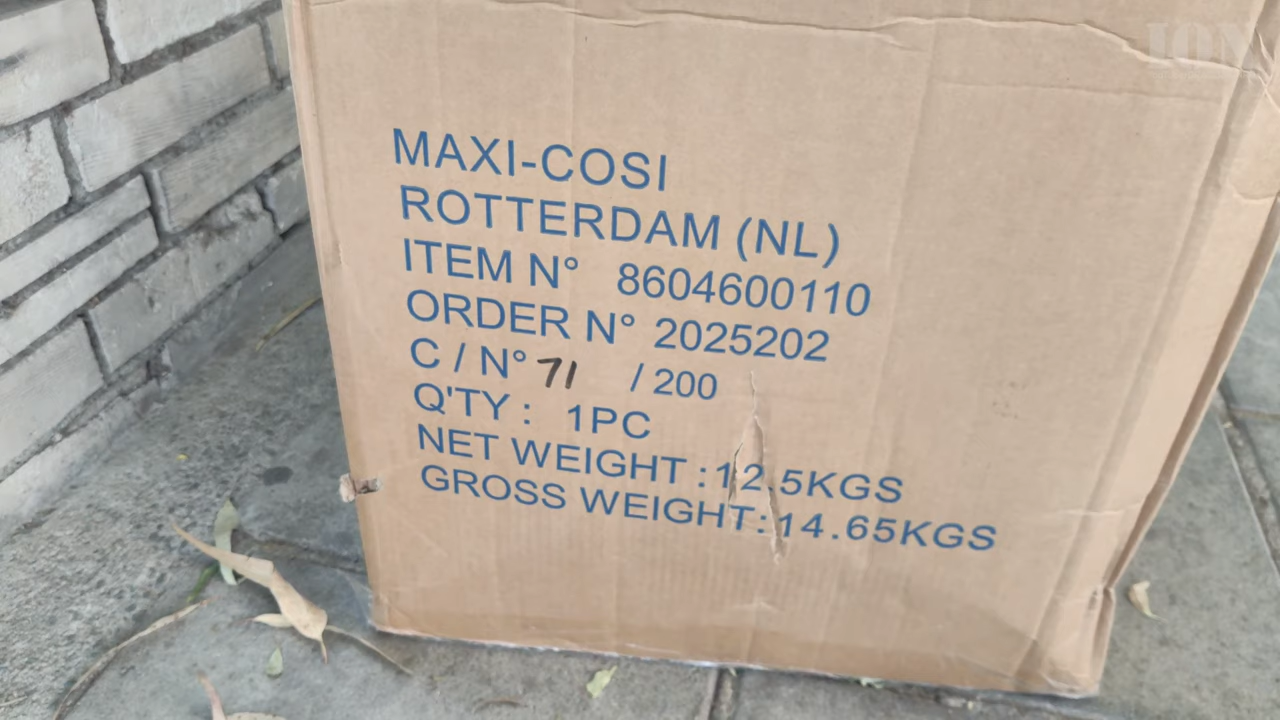 MAXI-COSI
ROTTERDAM (NL)
ITEM N° 8604600110
ORDER N° 2025202
C / N° 71 / 200
Q'TY : 1PC
NET WEIGHT :12.5KGS
GROSS WEIGHT:14.65KGS
ION